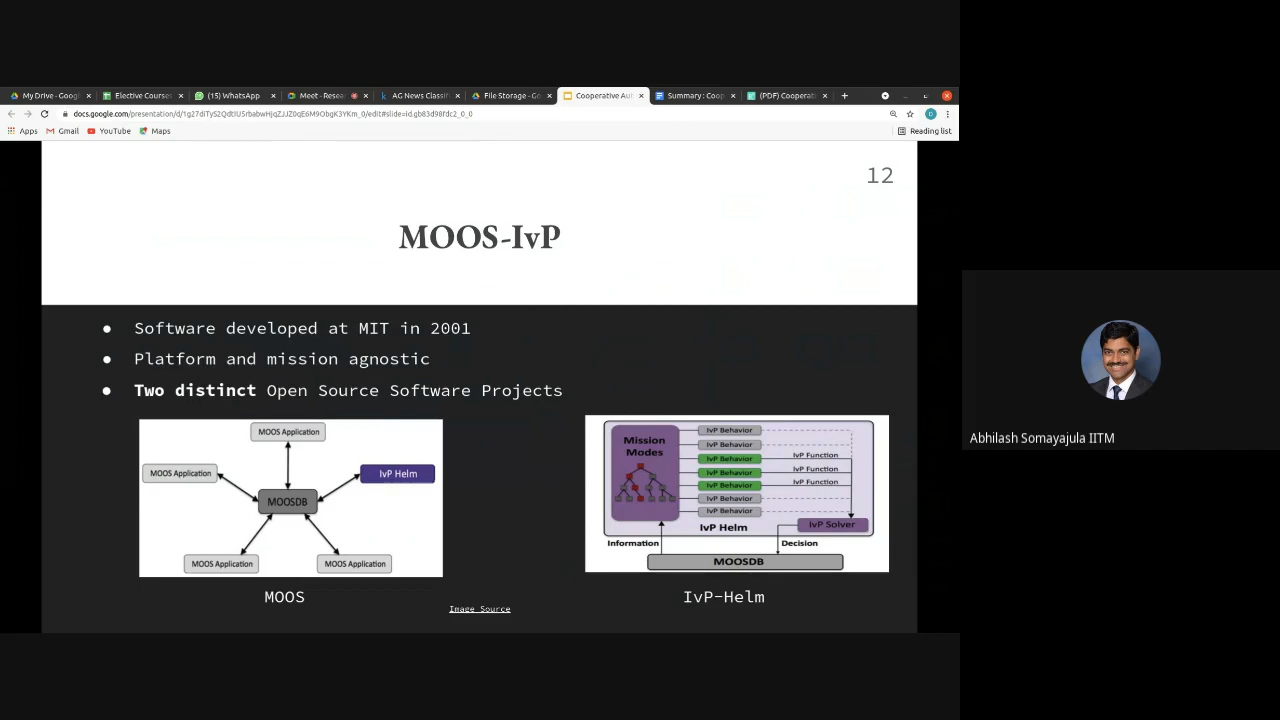 My Drive - Goog
Elective Courses
(15) WhatsApp
Meet - Resea
AG News Classif
File Storage - Go
Cooperative Aut
Summary : Coop
(PDF) Cooperati
Apps
Gmail
YouTube
Maps
Reading list
12
MOOS-IvP
● Software developed at MIT in 2001
● Platform and mission agnostic
● Two distinct Open Source Software Projects
MOOS Application
MOOS Application
IvP Helm
MOOSDB
MOOS Application
MOOS Application
MOOS
Image Source
Mission
Modes
IvP Behavior
IvP Behavior
IvP Behavior
IvP Behavior
IvP Behavior
IvP Behavior
IvP Behavior
IvP Function
IvP Function
IvP Function
IvP Solver
IvP Helm
Information
Decision
MOOSDB
IvP-Helm
Abhilash Somayajula IITM